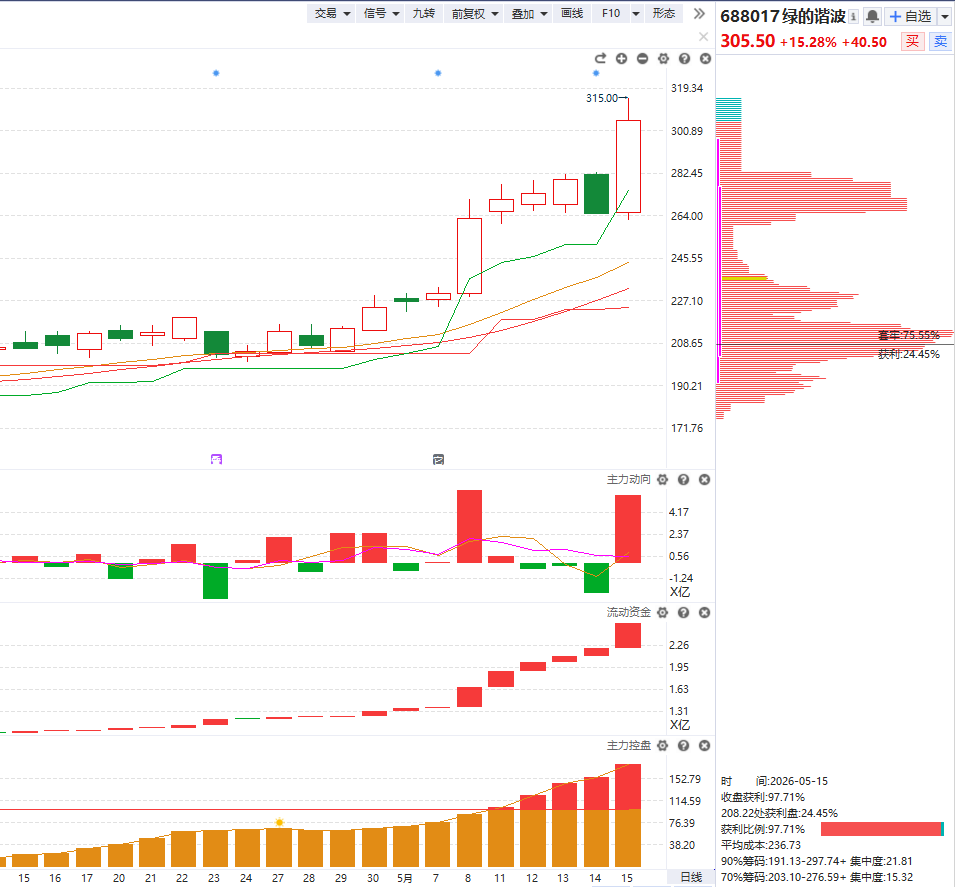 交易 信号 九转 前复权 叠加 画线 F10 形态
688017 绿的谐波 自选
305.50 +15.28% +40.50 买 卖
315.00
319.34
300.89
282.45
264.00
245.55
227.10
208.65
190.21
171.76
套牢:75.55%
获利:24.45%
主力动向
4.17
2.37
0.56
-1.24
X亿
流动资金
2.26
1.95
1.63
1.31
X亿
主力控盘
152.79
114.59
76.39
38.20
15 16 17 20 21 22 23 24 27 28 29 30 5月 7 8 11 12 13 14 15 日线
时 间:2026-05-15
收盘获利:97.71%
208.22处获利盘:24.45%
获利比例:97.71%
平均成本:236.73
90%筹码:191.13-297.74+ 集中度:21.81
70%筹码:203.10-276.59+ 集中度:15.32